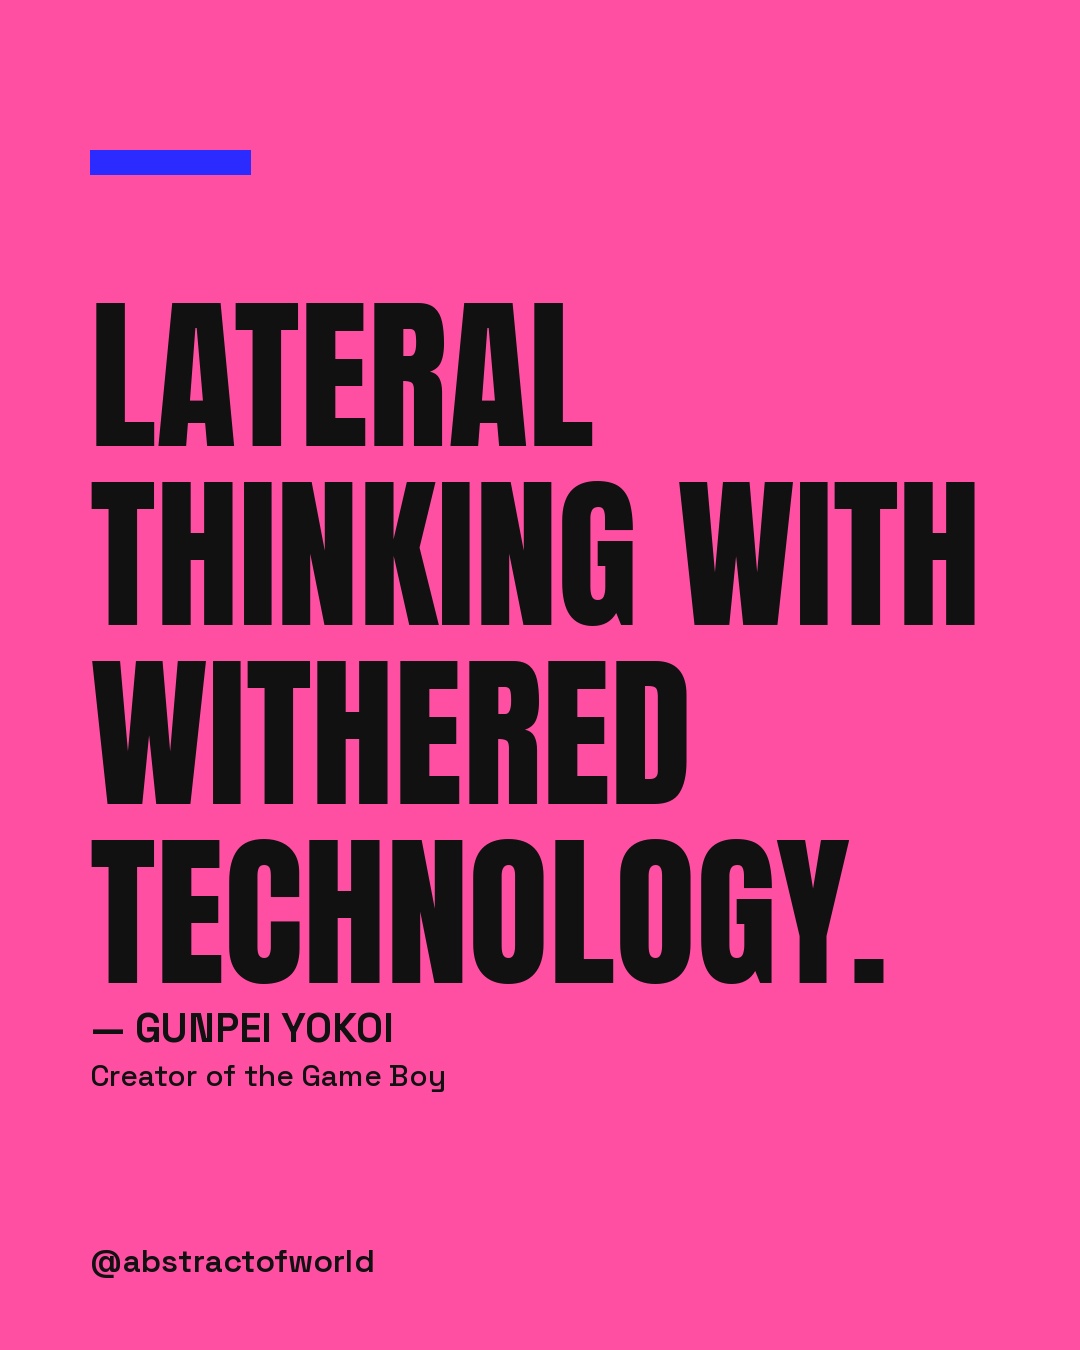 LATERAL
THINKING WITH
WITHERED
TECHNOLOGY.
— GUNPEI YOKOI
Creator of the Game Boy
@abstractofworld